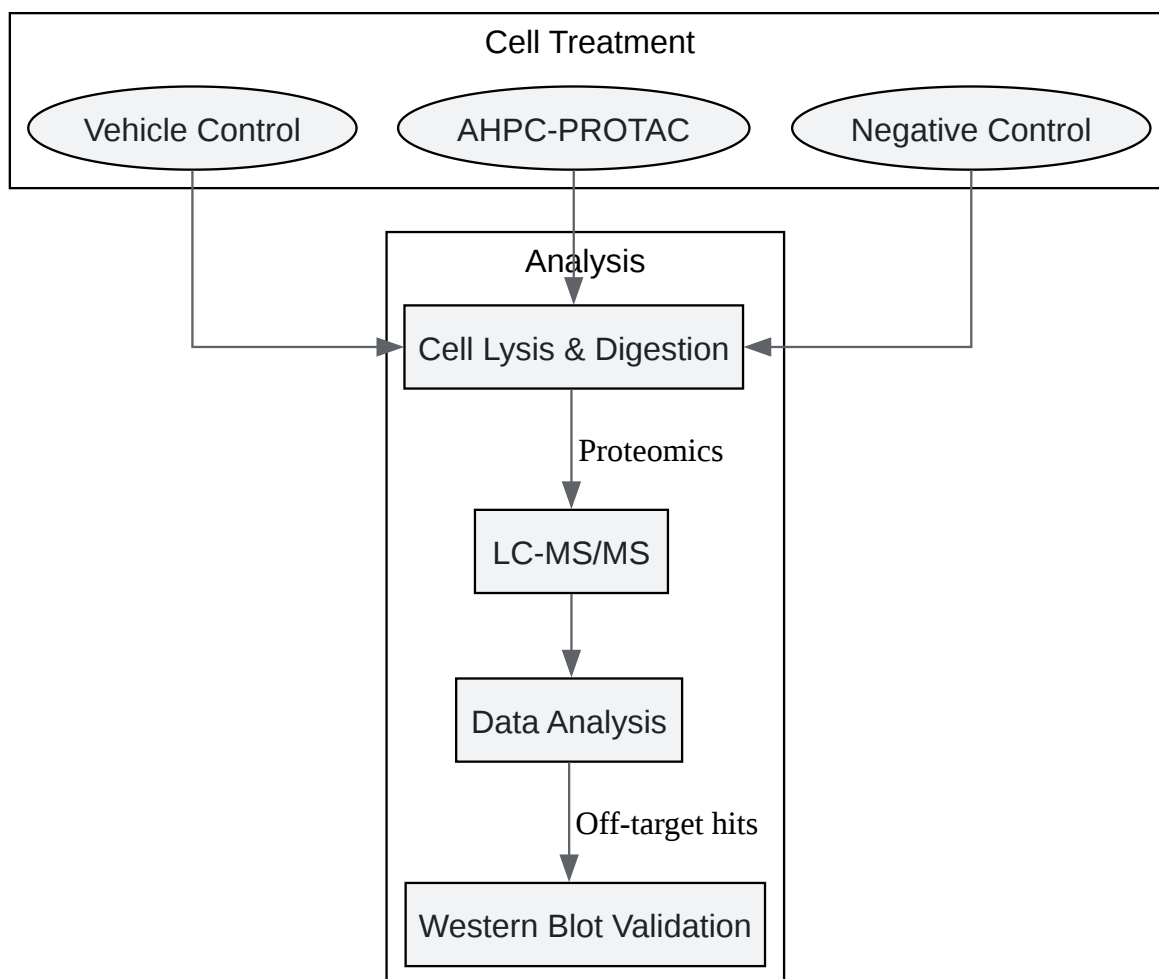 Cell Treatment
Vehicle Control
AHPC-PROTAC
Negative Control
Analysis
Cell Lysis & Digestion
Proteomics
LC-MS/MS
Data Analysis
Off-target hits
Western Blot Validation